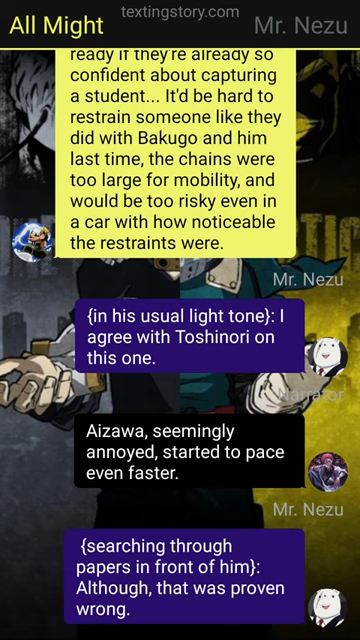 textingstory.com
All Might
Mr. Nezu
ready if they're already so
confident about capturing
a student... It'd be hard to
restrain someone like they
did with Bakugo and him
last time, the chains were
too large for mobility, and
would be too risky even in
a car with how noticeable
the restraints were.
Mr. Nezu
{in his usual light tone}: I
agree with Toshinori on
this one.
Narrator
Aizawa, seemingly
annoyed, started to pace
even faster.
Mr. Nezu
{searching through
papers in front of him}:
Although, that was proven
wrong.